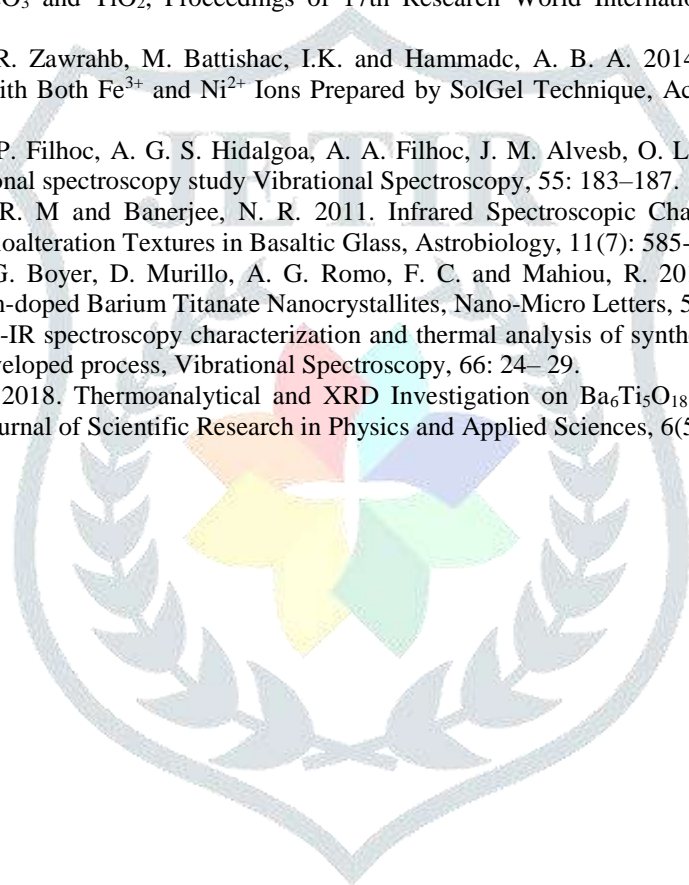 CO₃ and TiO₂, Proceedings of 17th Research World Internatio
R. Zawrahb, M. Battishac, I.K. and Hammadc, A. B. A. 2014
ith Both Fe³⁺ and Ni²⁺ Ions Prepared by SolGel Technique, Ac
P. Filhoc, A. G. S. Hidalgoa, A. A. Filhoc, J. M. Alvesb, O. L
onal spectroscopy study Vibrational Spectroscopy, 55: 183–187.
R. M and Banerjee, N. R. 2011. Infrared Spectroscopic Cha
ioalteration Textures in Basaltic Glass, Astrobiology, 11(7): 585-
G. Boyer, D. Murillo, A. G. Romo, F. C. and Mahiou, R. 20
n-doped Barium Titanate Nanocrystallites, Nano-Micro Letters, 5
-IR spectroscopy characterization and thermal analysis of synthe
veloped process, Vibrational Spectroscopy, 66: 24– 29.
2018. Thermoanalytical and XRD Investigation on Ba₆Ti₅O₁₈
urnal of Scientific Research in Physics and Applied Sciences, 6(5
JETIR